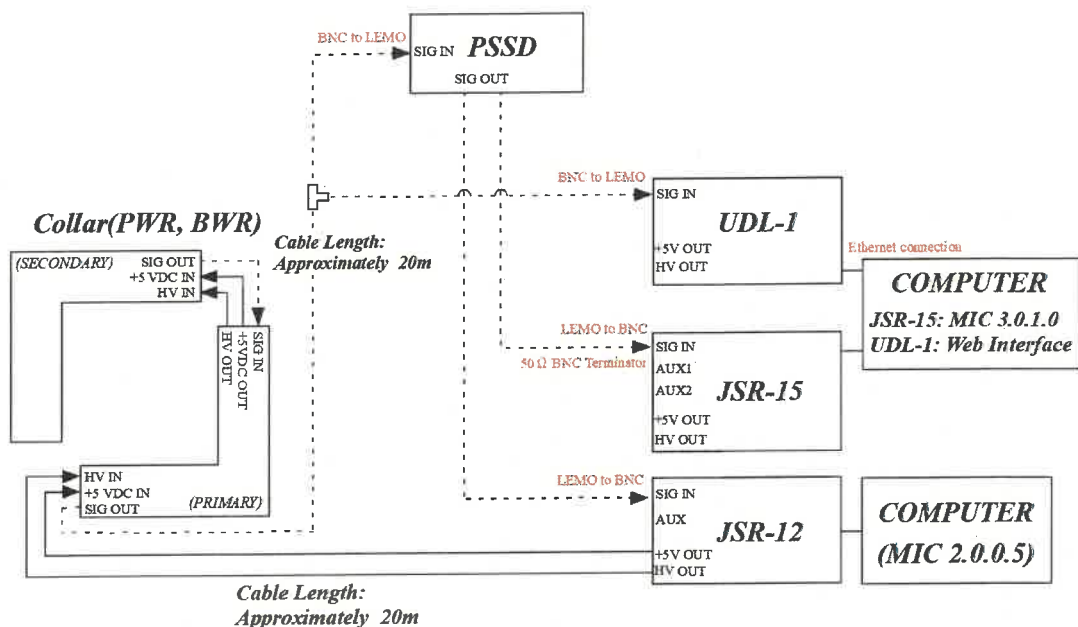 BNC to LEMO
SIG IN
PSSD
SIG OUT
BNC to LEMO
SIG IN
UDL-1
+5V OUT
HV OUT
Ethernet connection
COMPUTER
JSR-15: MIC 3.0.1.0
UDL-1: Web Interface
Collar(PWR, BWR)
Cable Length:
Approximately 20m
(SECONDARY)
SIG OUT
+5 VDC IN
HV IN
SIG IN
+5VDC OUT
HV OUT
LEMO to BNC
50 Ω BNC Terminator
SIG IN
AUX1
AUX2
JSR-15
+5V OUT
HV OUT
HV IN
+5 VDC IN
SIG OUT
(PRIMARY)
LEMO to BNC
SIG IN
AUX
JSR-12
+5V OUT
HV OUT
COMPUTER
(MIC 2.0.0.5)
Cable Length:
Approximately 20m